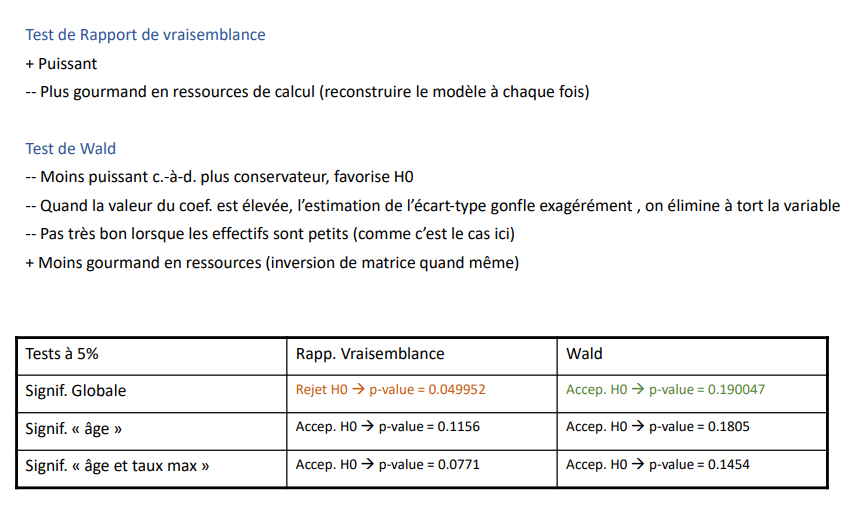 Test de Rapport de vraisemblance
+ Puissant
-- Plus gourmand en ressources de calcul (reconstruire le modèle à chaque fois)
Test de Wald
-- Moins puissant c.-à-d. plus conservateur, favorise H0
-- Quand la valeur du coef. est élevée, l’estimation de l’écart-type gonfle exagérément , on élimine à tort la variable
-- Pas très bon lorsque les effectifs sont petits (comme c’est le cas ici)
+ Moins gourmand en ressources (inversion de matrice quand même)
Tests à 5% Rapp. Vraisemblance Wald
Signif. Globale Rejet H0 → p-value = 0.049952 Accep. H0 → p-value = 0.190047
Signif. « âge » Accep. H0 → p-value = 0.1156 Accep. H0 → p-value = 0.1805
Signif. « âge et taux max » Accep. H0 → p-value = 0.0771 Accep. H0 → p-value = 0.1454